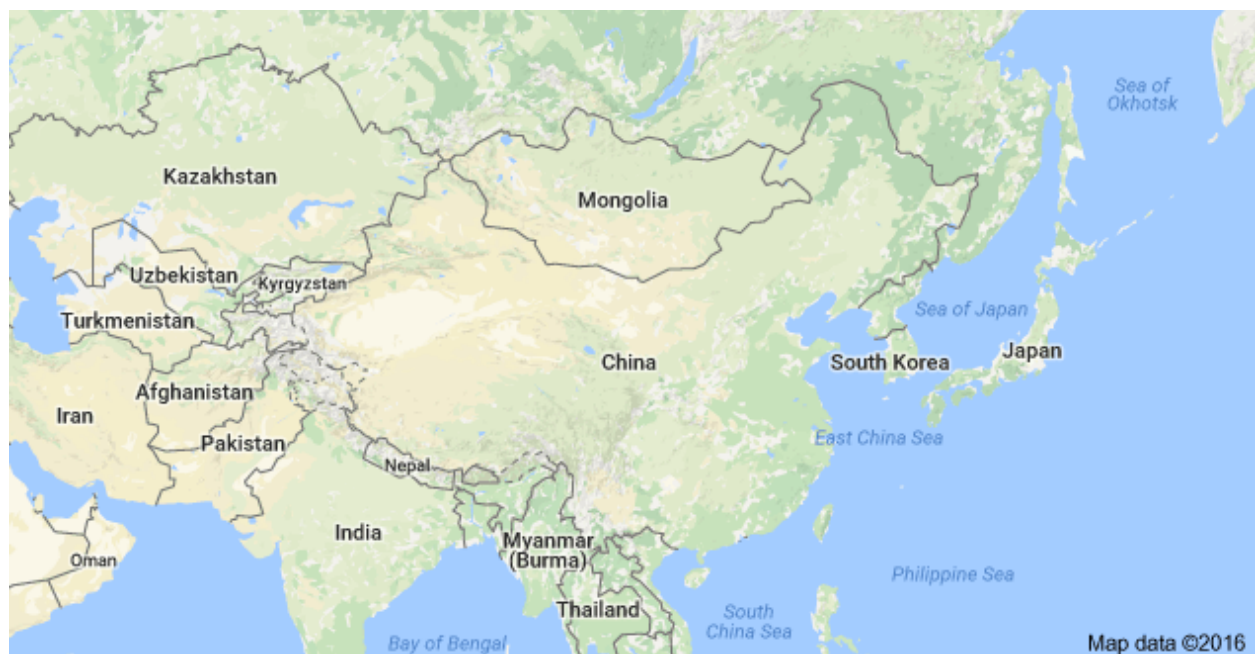 Sea of
Okhotsk
Kazakhstan
Mongolia
Uzbekistan
Kyrgyzstan
Sea of Japan
Turkmenistan
China
South Korea
Japan
Afghanistan
Iran
Pakistan
East China Sea
Nepal
India
Myanmar
(Burma)
Oman
Philippine Sea
Thailand
South
China Sea
Bay of Bengal
Map data ©2016